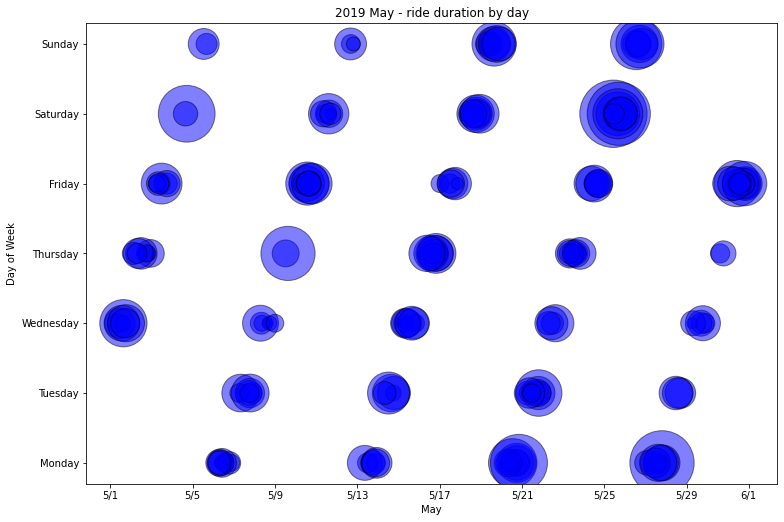 2019 May - ride duration by day
Day of Week
Sunday
Saturday
Friday
Thursday
Wednesday
Tuesday
Monday
5/1 5/5 5/9 5/13 5/17 5/21 5/25 5/29 6/1
May